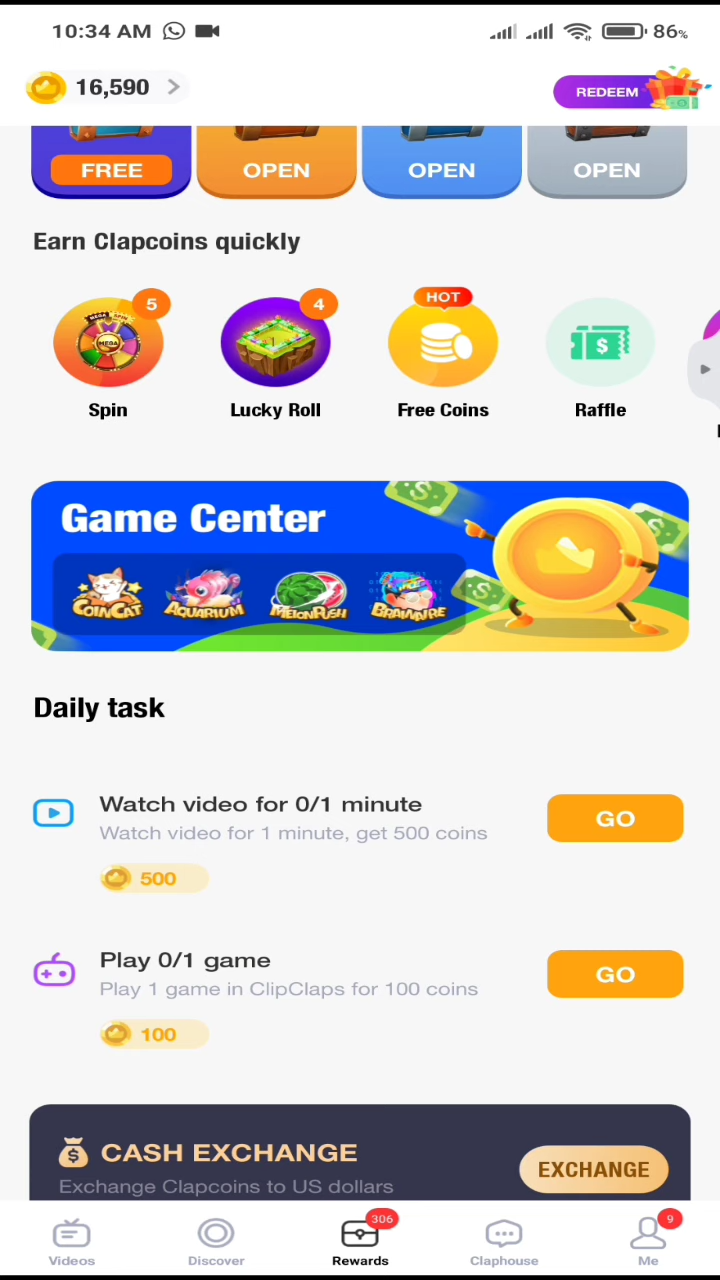 10:34 AM
86%
16,590
REDEEM
FREE
OPEN
OPEN
OPEN
Earn Clapcoins quickly
5
4
HOT
MEGA
Spin
Lucky Roll
Free Coins
Raffle
Game Center
COINCAT
AQUARIUM
MELONRUSH
Daily task
Watch video for 0/1 minute
Watch video for 1 minute, get 500 coins
GO
500
Play 0/1 game
Play 1 game in ClipClaps for 100 coins
GO
100
CASH EXCHANGE
Exchange Clapcoins to US dollars
EXCHANGE
306
9
Videos
Discover
Rewards
Claphouse
Me